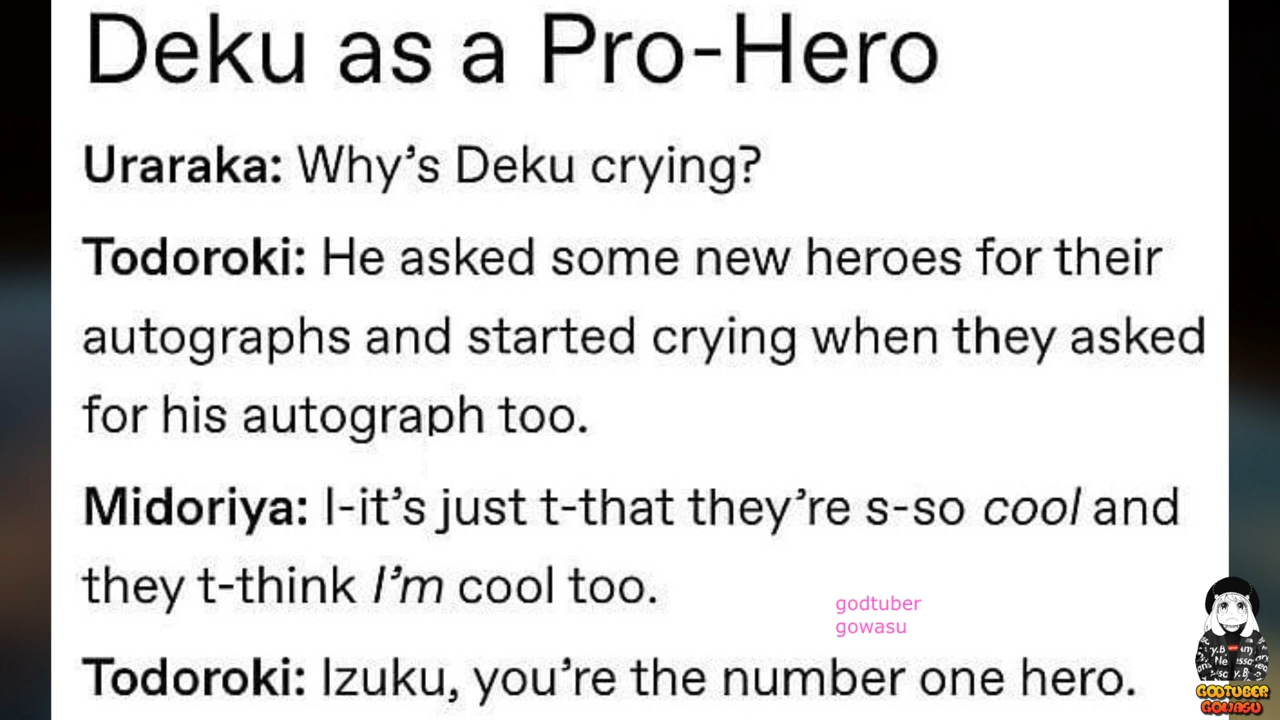 Deku as a Pro-Hero
Uraraka: Why's Deku crying?
Todoroki: He asked some new heroes for their
autographs and started crying when they asked
for his autograph too.
Midoriya: I-it's just t-that they're s-so cool and
they t-think I'm cool too.
godtuber
gowasu
Todoroki: Izuku, you're the number one hero.
GODTUBER
GOWASU